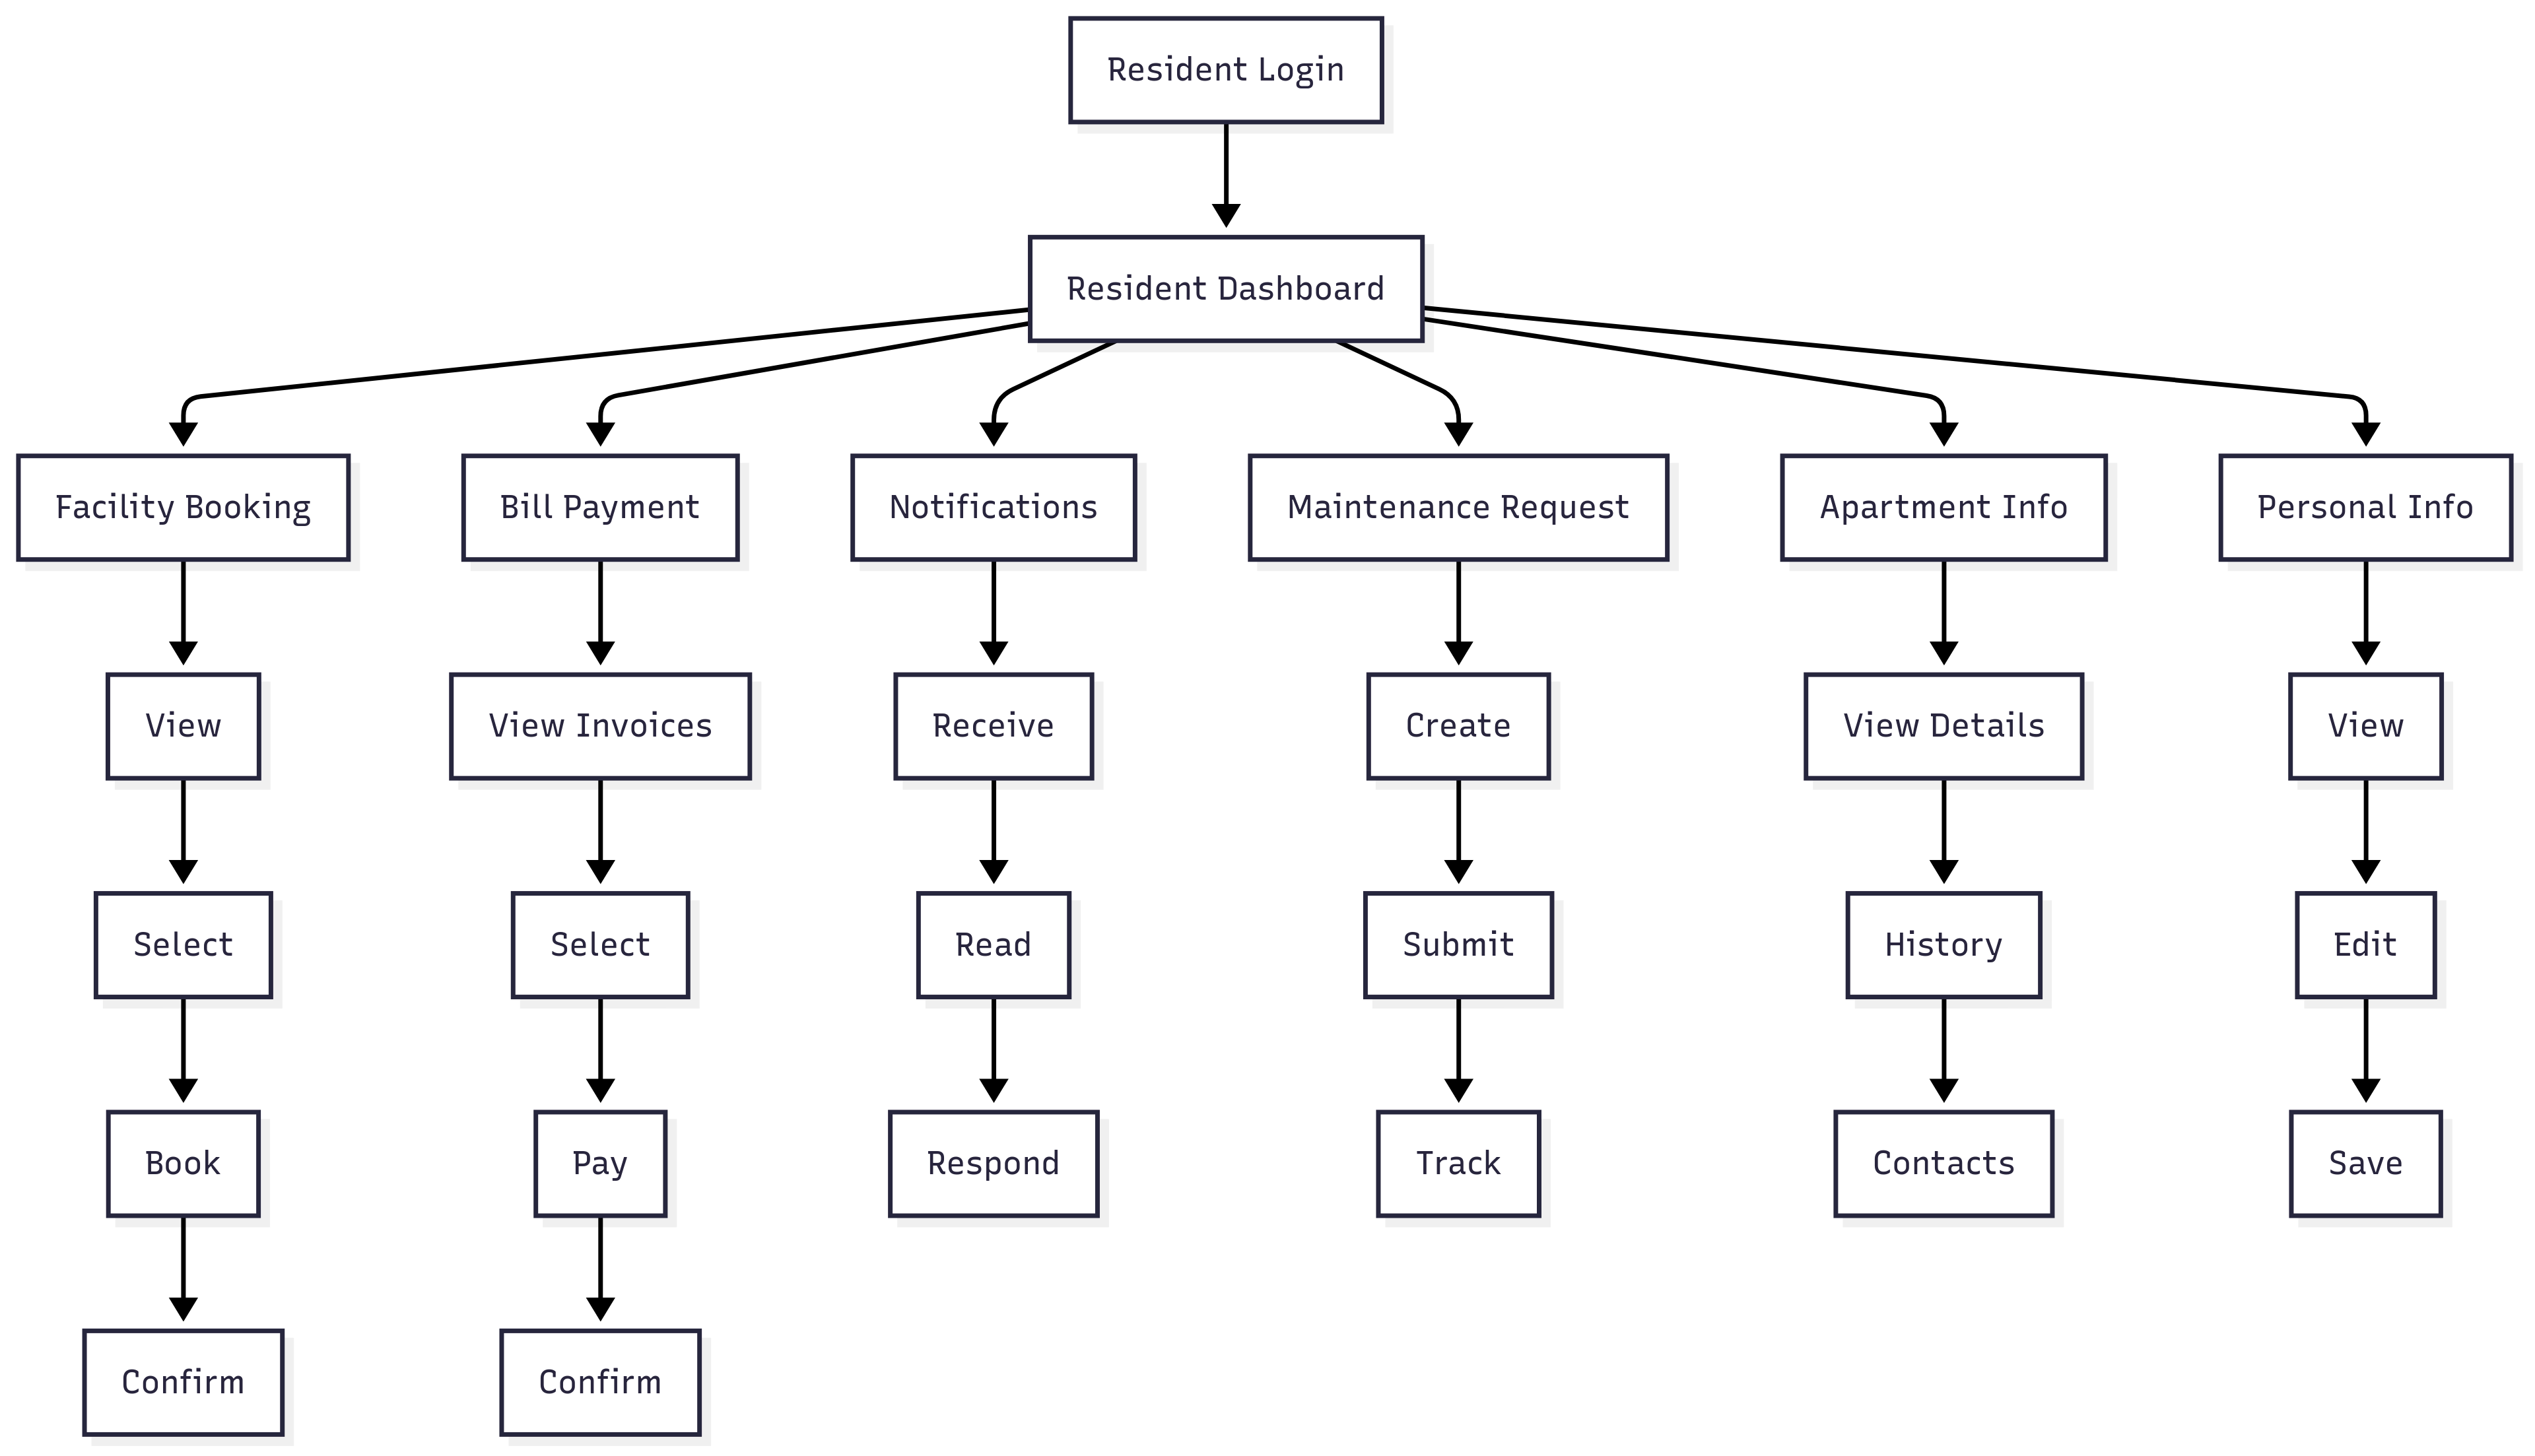 Resident Login
Resident Dashboard
Facility Booking
Bill Payment
Notifications
Maintenance Request
Apartment Info
Personal Info
View
View Invoices
Receive
Create
View Details
View
Select
Select
Read
Submit
History
Edit
Book
Pay
Respond
Track
Contacts
Save
Confirm
Confirm